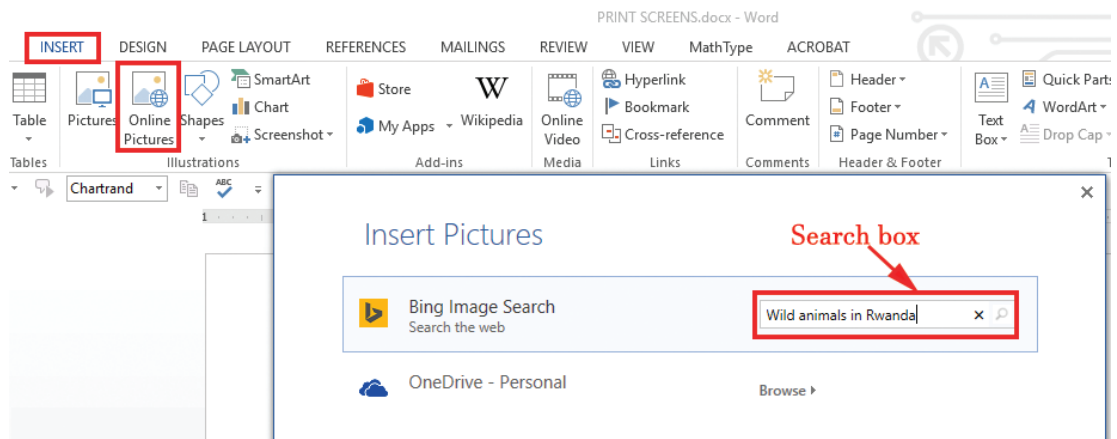 PRINT SCREENS.docx - Word
INSERT DESIGN PAGE LAYOUT REFERENCES MAILINGS REVIEW VIEW MathType ACROBAT
Table
Pictures
Online
Pictures
Shapes
SmartArt
Chart
Screenshot
Store
My Apps
W
Wikipedia
Online
Video
Hyperlink
Bookmark
Cross-reference
Comment
Header
Footer
Page Number
A
Text
Box
Quick Parts
WordArt
Drop Cap
Tables Illustrations Add-ins Media Links Comments Header & Footer
Chartrand
ABC
1
Insert Pictures
Search box
Bing Image Search
Search the web
Wild animals in Rwanda
OneDrive - Personal
Browse